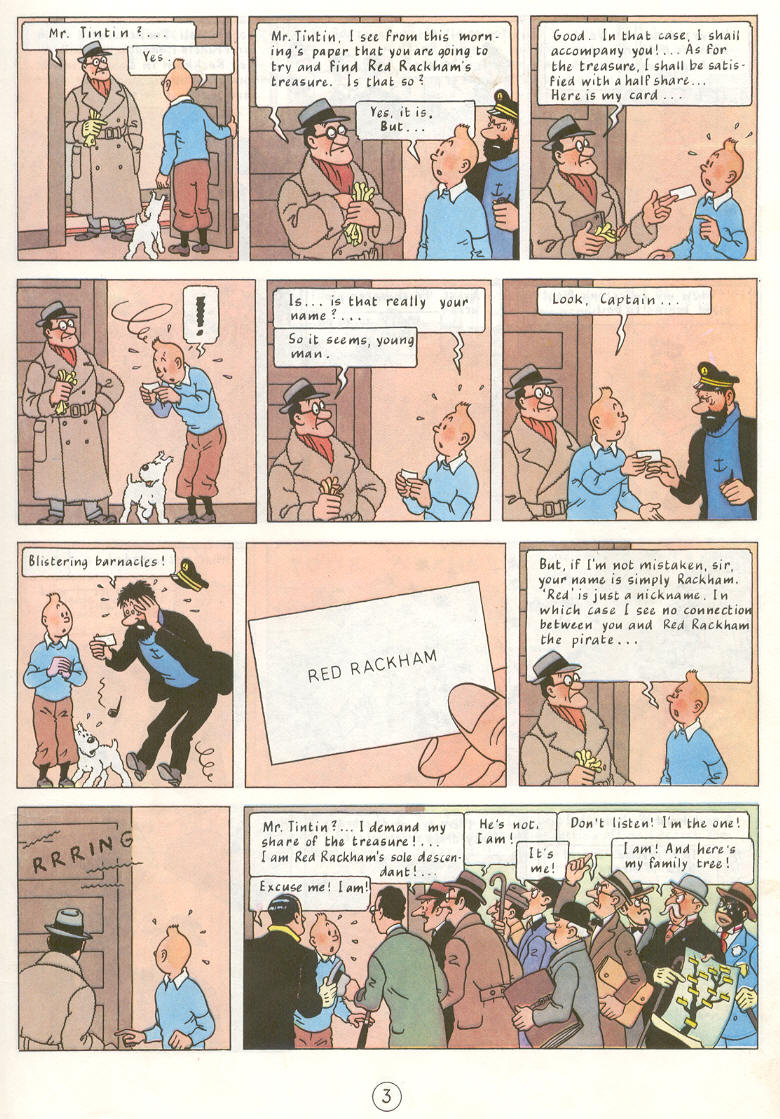 Mr. Tintin?...
Yes...
Mr. Tintin, I see from this morn-
ing's paper that you are going to
try and find Red Rackham's
treasure. Is that so?
Yes, it is.
But...
Good. In that case, I shall
accompany you!... As for
the treasure, I shall be satis-
fied with a half share...
Here is my card...
!
Is... is that really your
name?...
So it seems, young
man.
Look, Captain...
Blistering barnacles!
RED RACKHAM
But, if I'm not mistaken, sir,
your name is simply Rackham.
'Red' is just a nickname. In
which case I see no connection
between you and Red Rackham
the pirate...
RRRING
Mr. Tintin?... I demand my
share of the treasure!...
I am Red Rackham's sole descen-
dant!...
Excuse me! I am!
He's not.
I am!
It's
me!
Don't listen! I'm the one!
I am! And here's
my family tree!
3